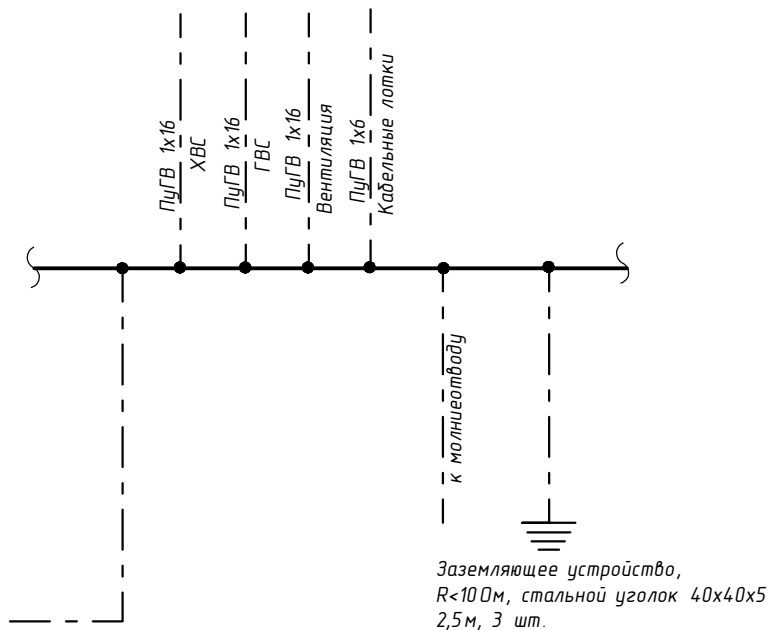 ПуГВ 1х16
ХВС
ПуГВ 1х16
ГВС
ПуГВ 1х16
Вентиляция
ПуГВ 1х6
Кабельные лотки
к молниеотводу
Заземляющее устройство,
R<10 Ом, стальной уголок 40х40х5
2,5м, 3 шт.